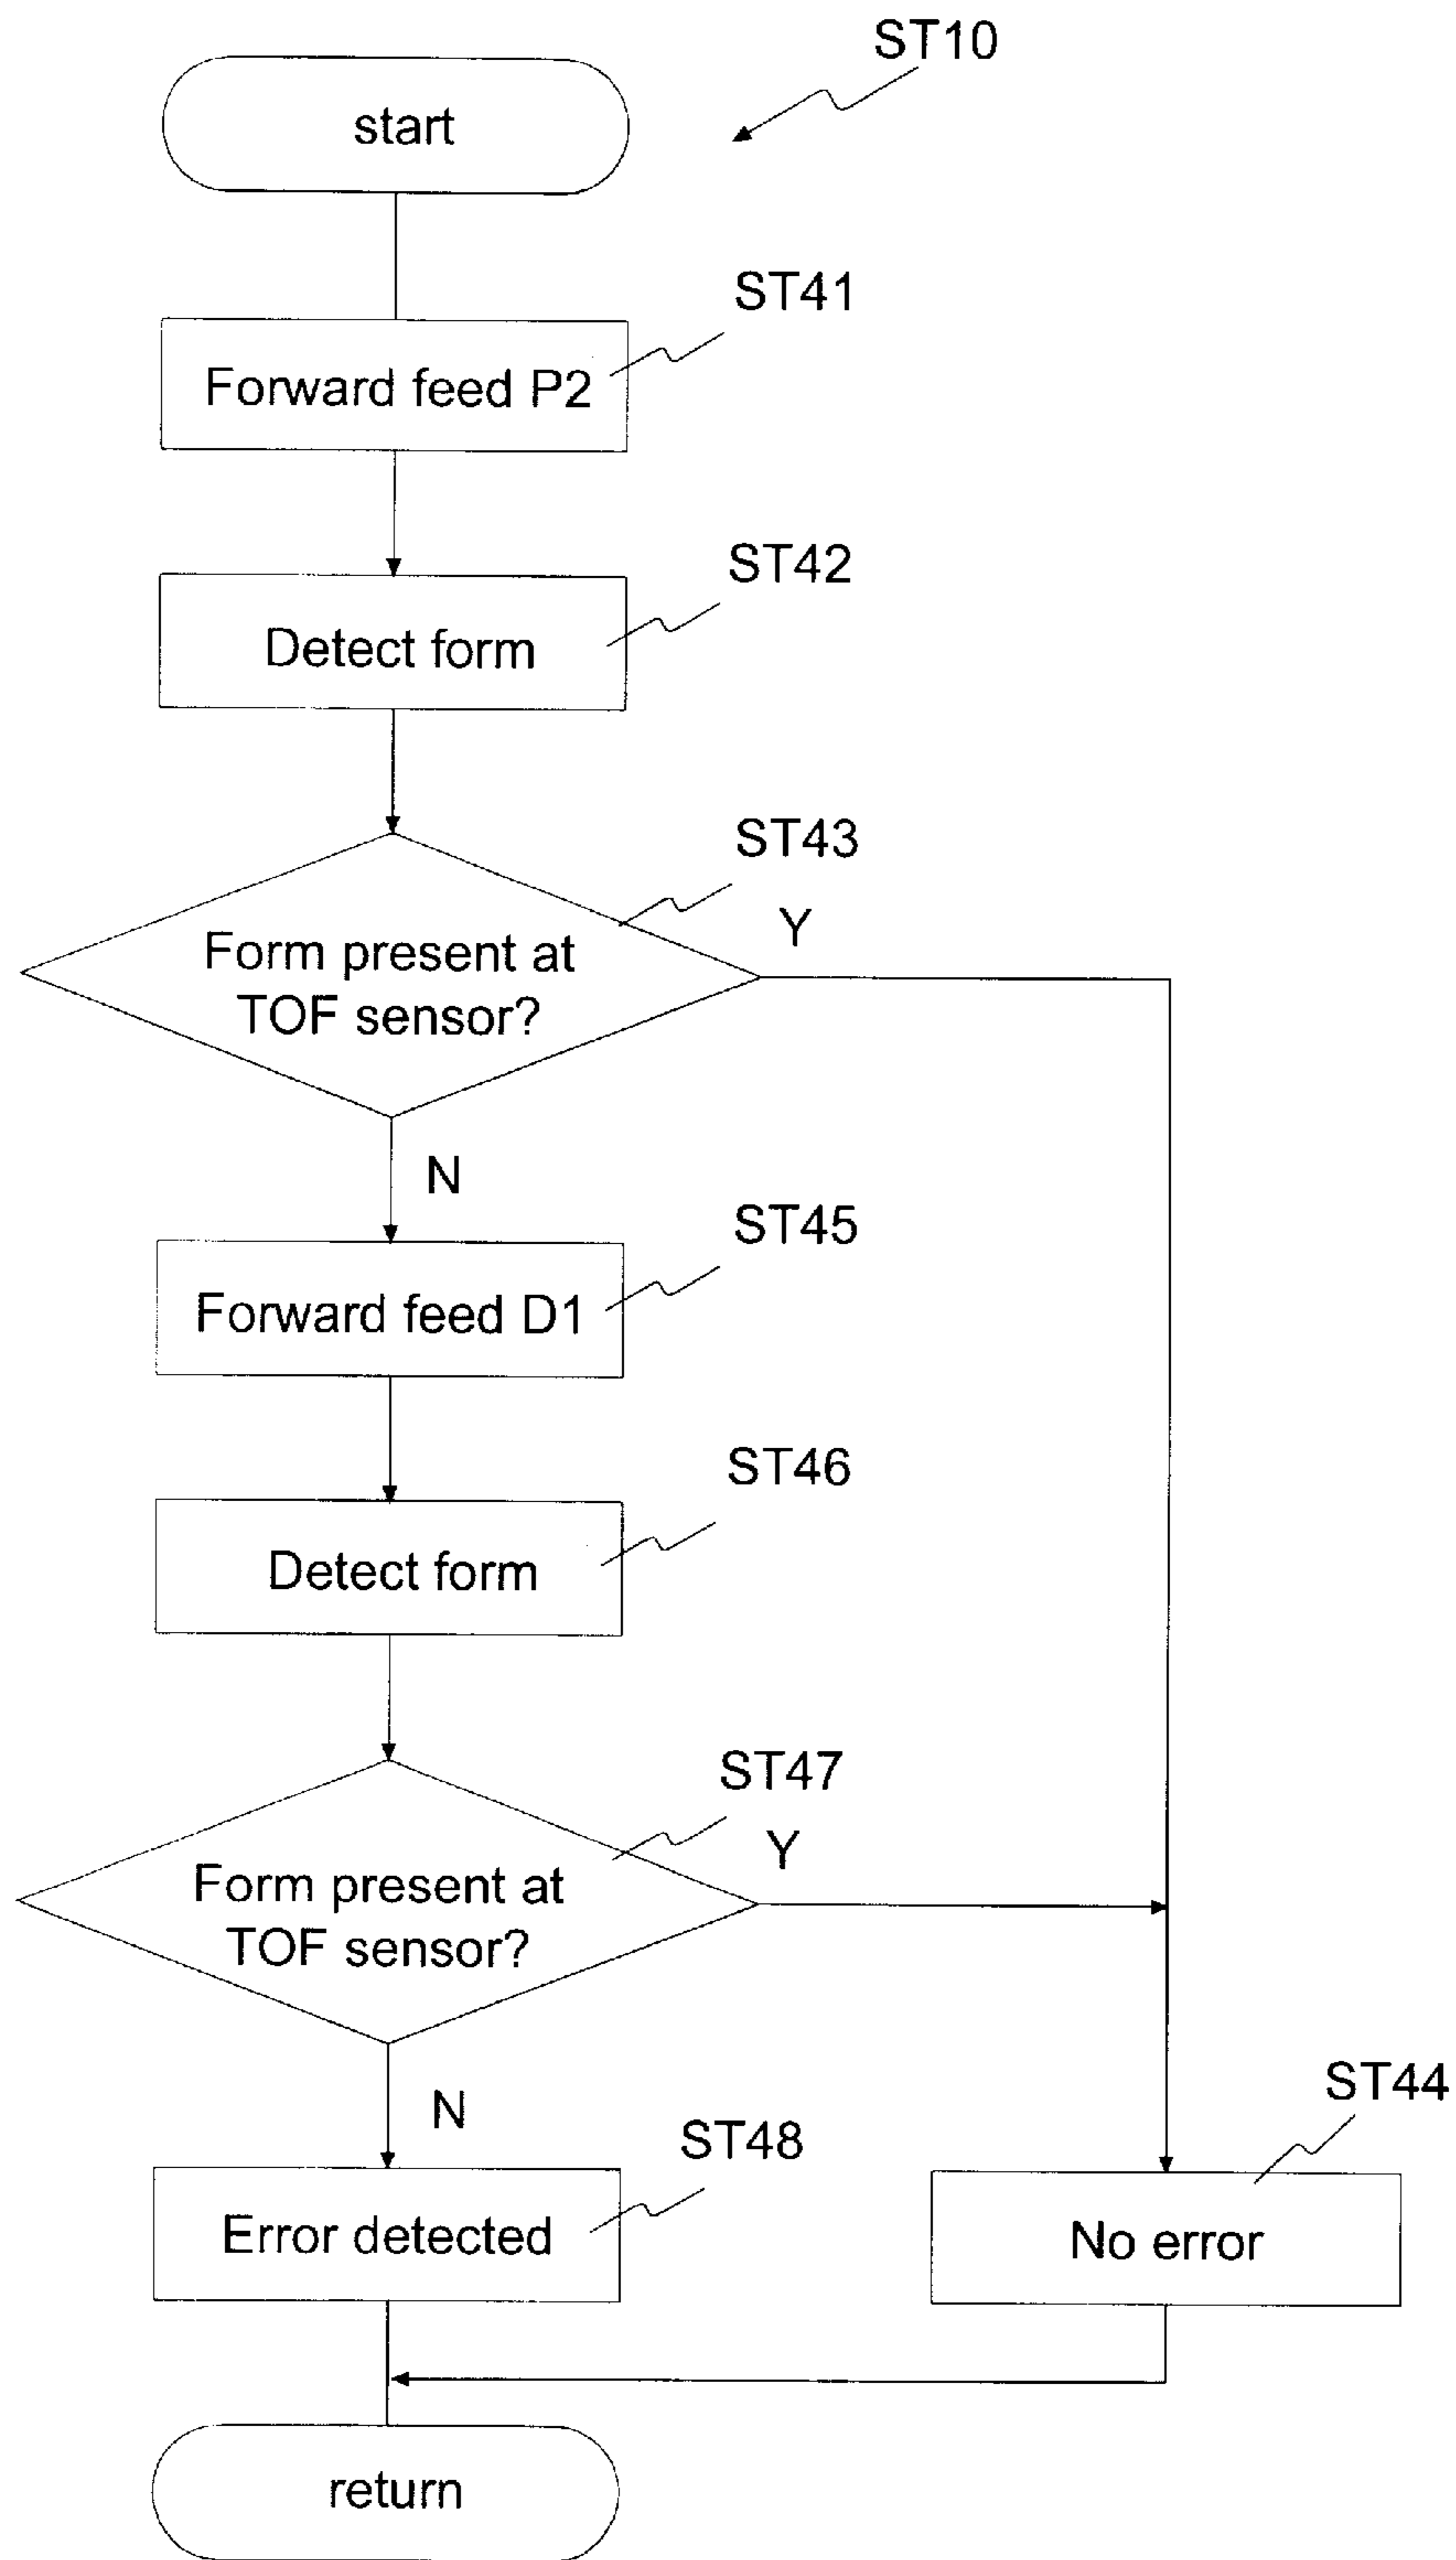 ST10
start
ST41
Forward feed P2
ST42
Detect form
ST43
Y
Form present at
TOF sensor?
N
ST45
Forward feed D1
ST46
Detect form
ST47
Y
Form present at
TOF sensor?
N
ST44
ST48
Error detected
No error
return